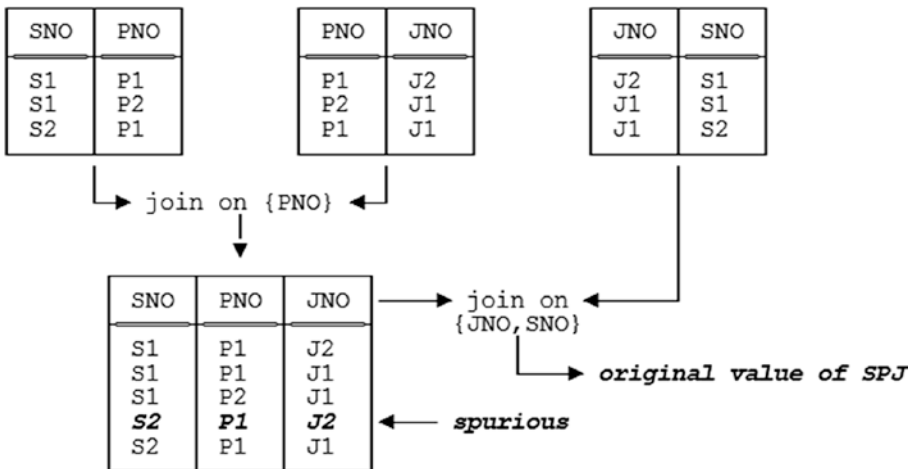 SNO PNO
S1 P1
S1 P2
S2 P1
PNO JNO
P1 J2
P2 J1
P1 J1
JNO SNO
J2 S1
J1 S1
J1 S2
join on {PNO}
SNO PNO JNO
S1 P1 J2
S1 P1 J1
S1 P2 J1
S2 P1 J2
S2 P1 J1
join on
{JNO,SNO}
original value of SPJ
spurious